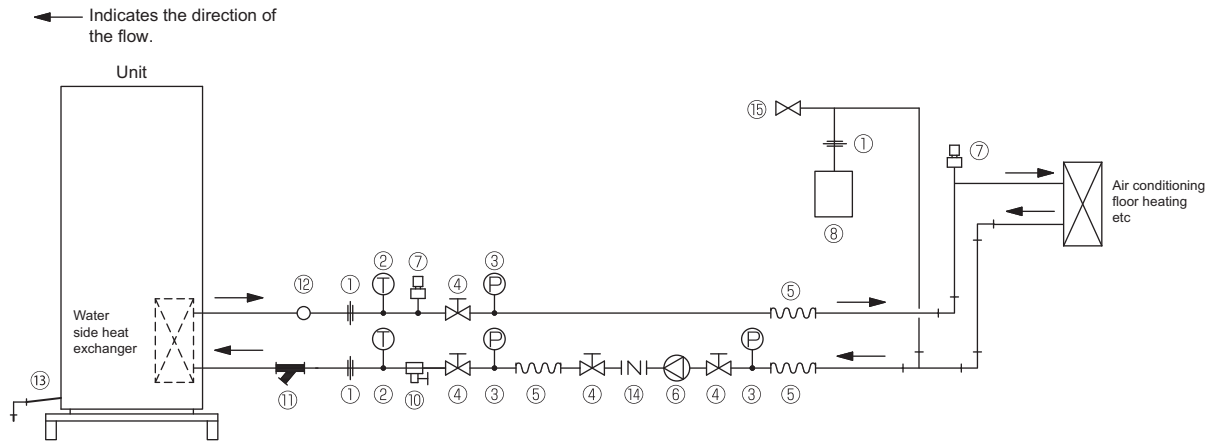 Indicates the direction of
the flow.
Unit
⑮
①
⑦
⑧
Air conditioning
floor heating
etc
② ⑦ ③
⑫ ① T ④ P ⑤
Water
side heat
exchanger
T P P
⑬ ⑪ ① ② ⑩ ④ ③ ⑤ ④ ⑭ ⑥ ④ ③ ⑤